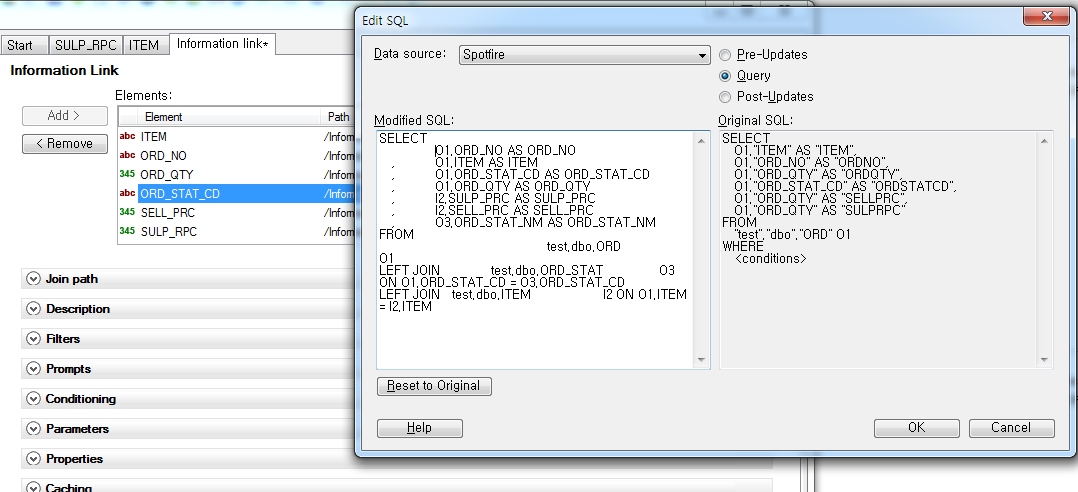 Edit SQL
Start
SULP_RPC
ITEM
Information link*
Information Link
Add >
< Remove
Elements:
Element Path
abc ITEM /Inform
abc ORD_NO /Inform
345 ORD_QTY /Inform
abc ORD_STAT_CD /Inform
345 SELL_PRC /Inform
345 SULP_RPC /Inform
Join path
Description
Filters
Prompts
Conditioning
Parameters
Properties
Caching
Data source: Spotfire
Pre-Updates
Query
Post-Updates
Modified SQL:
SELECT
O1.ORD_NO AS ORD_NO
, O1.ITEM AS ITEM
, O1.ORD_STAT_CD AS ORD_STAT_CD
, O1.ORD_QTY AS ORD_QTY
, I2.SULP_PRC AS SULP_PRC
, I2.SELL_PRC AS SELL_PRC
, O3.ORD_STAT_NM AS ORD_STAT_NM
FROM
test.dbo.ORD
O1
LEFT JOIN test.dbo.ORD_STAT O3
ON O1.ORD_STAT_CD = O3.ORD_STAT_CD
LEFT JOIN test.dbo.ITEM I2 ON O1.ITEM
= I2.ITEM
Original SQL:
SELECT
O1."ITEM" AS "ITEM",
O1."ORD_NO" AS "ORDNO",
O1."ORD_QTY" AS "ORDQTY",
O1."ORD_STAT_CD" AS "ORDSTATCD",
O1."ORD_QTY" AS "SELLPRC",
O1."ORD_QTY" AS "SULPRPC"
FROM
"test"."dbo"."ORD" O1
WHERE
<conditions>
Reset to Original
Help
OK
Cancel